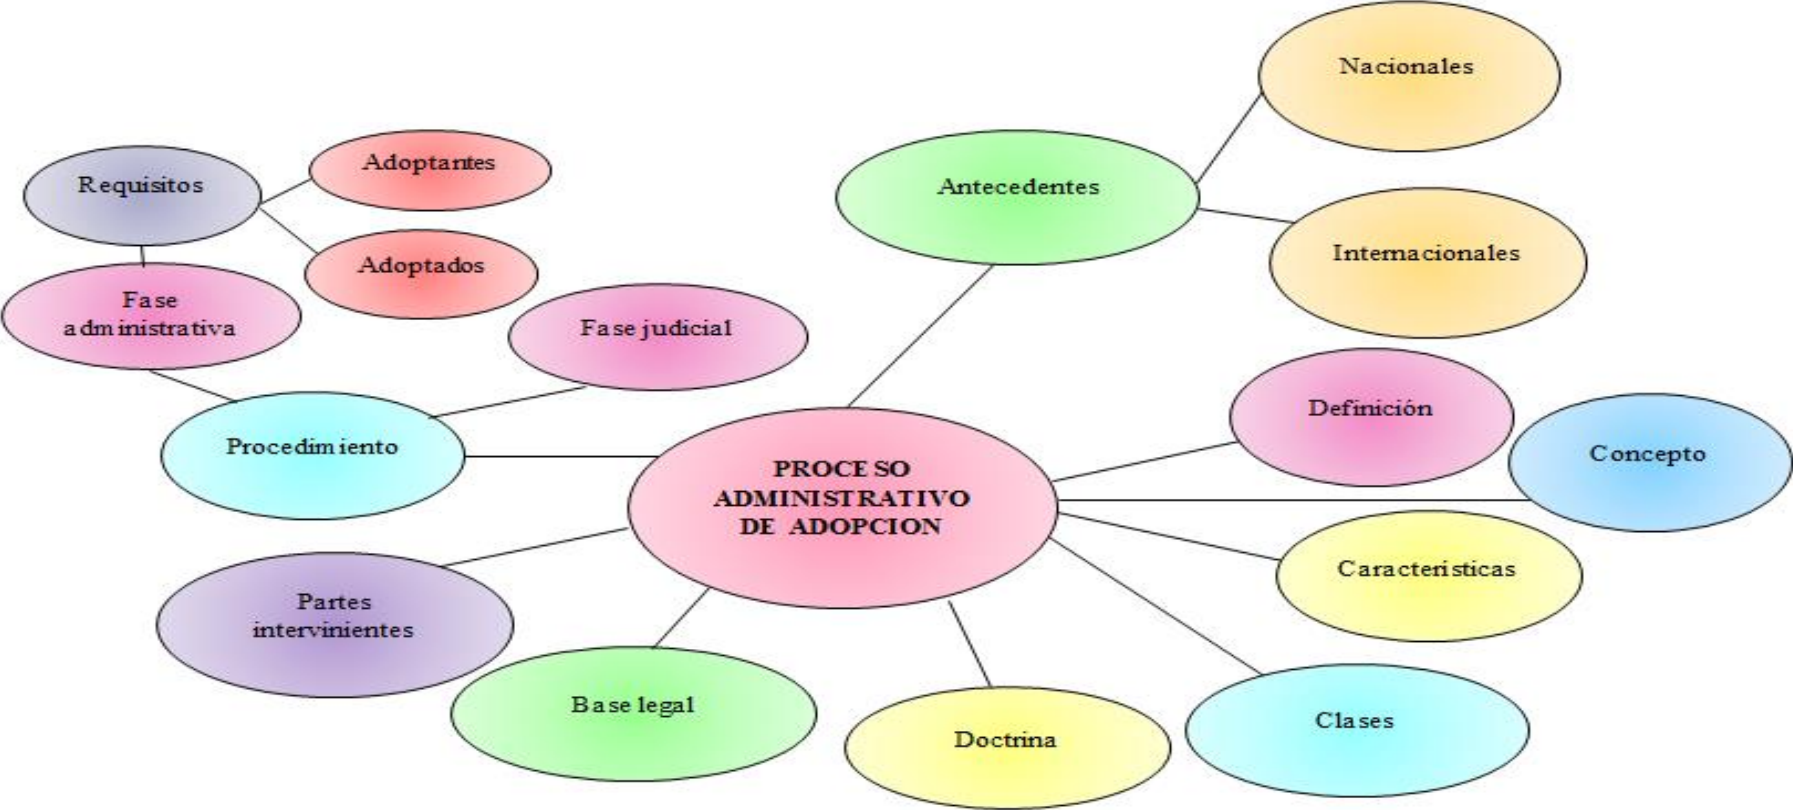 Nacionales
Antecedentes
Internacionales
Requisitos
Adoptantes
Adoptados
Fase
administrativa
Fase judicial
Procedimiento
Definición
Concepto
PROCESO
ADMINISTRATIVO
DE ADOPCION
Características
Partes
intervinientes
Base legal
Doctrina
Clases